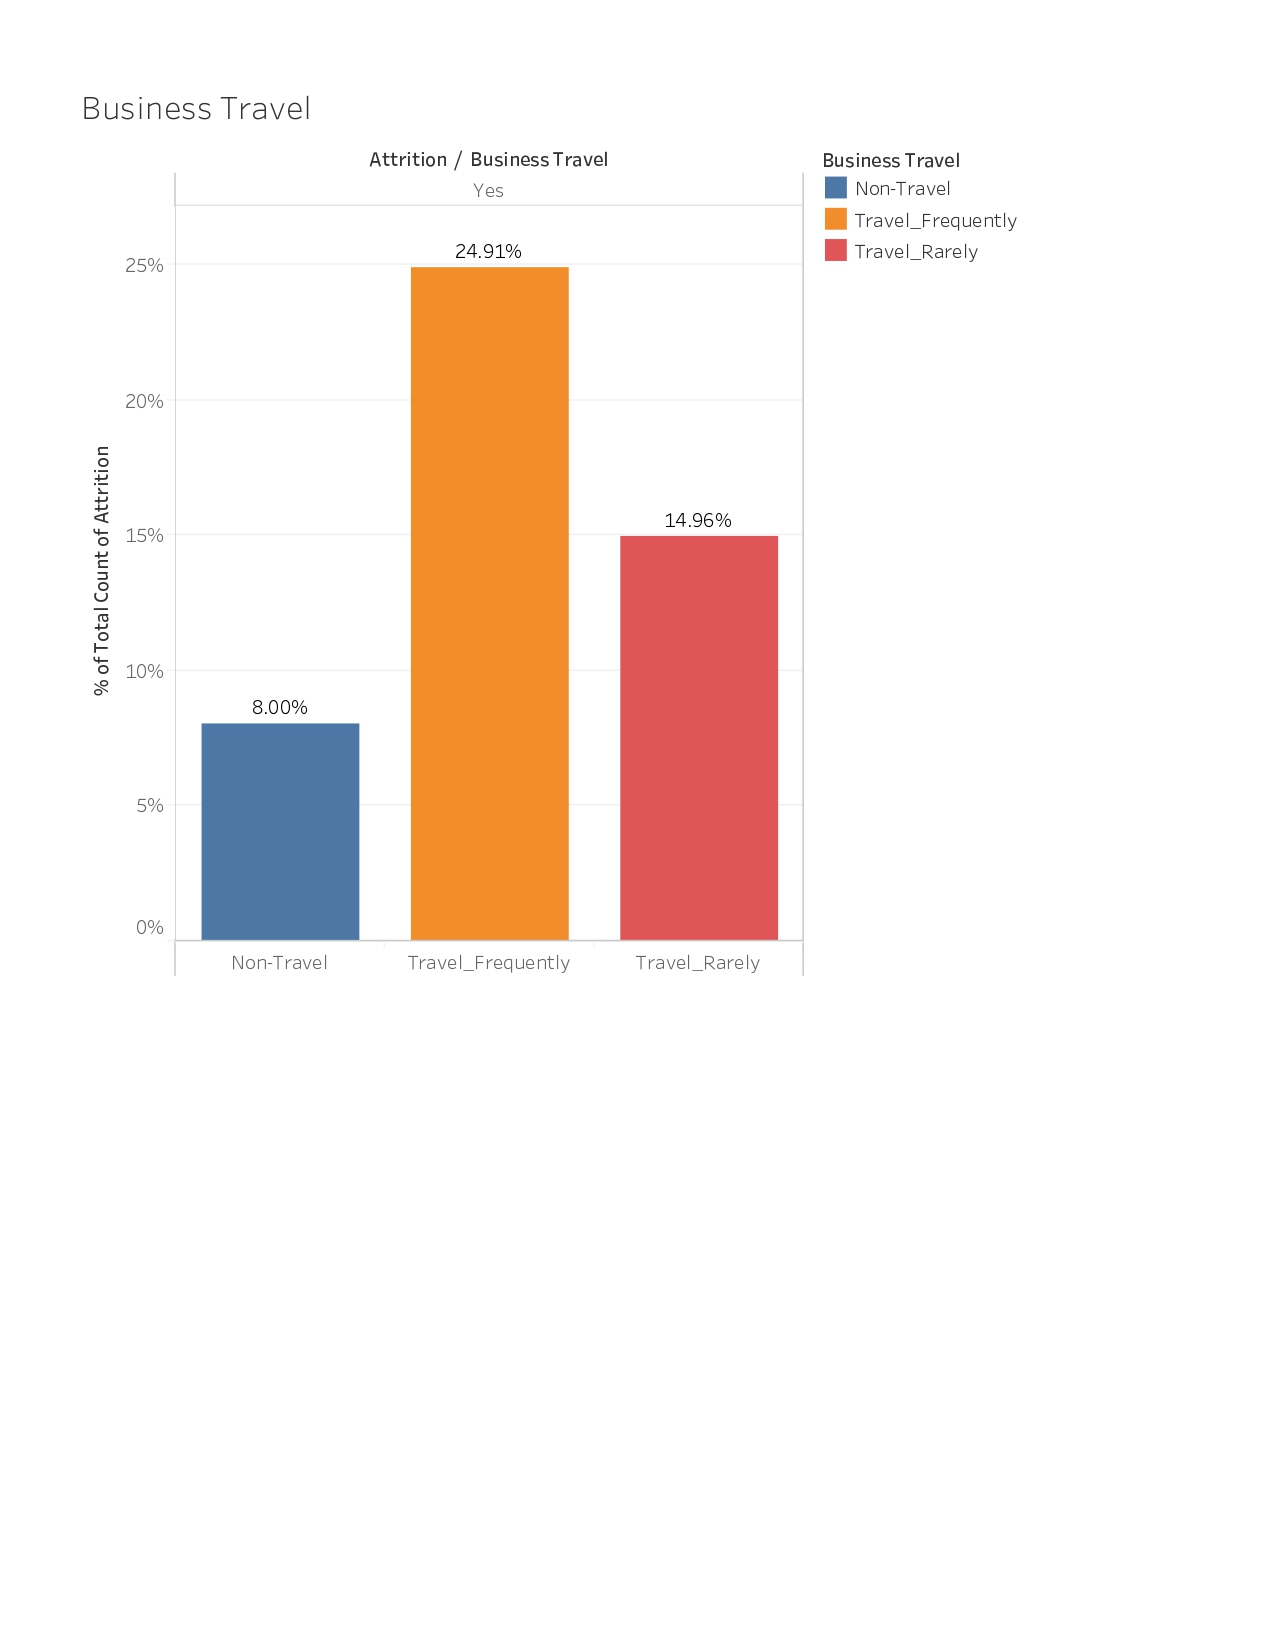 Business Travel
Attrition / Business Travel
Yes
Business Travel
Non-Travel
Travel_Frequently
Travel_Rarely
% of Total Count of Attrition
25%
20%
15%
10%
5%
0%
24.91%
14.96%
8.00%
Non-Travel
Travel_Frequently
Travel_Rarely